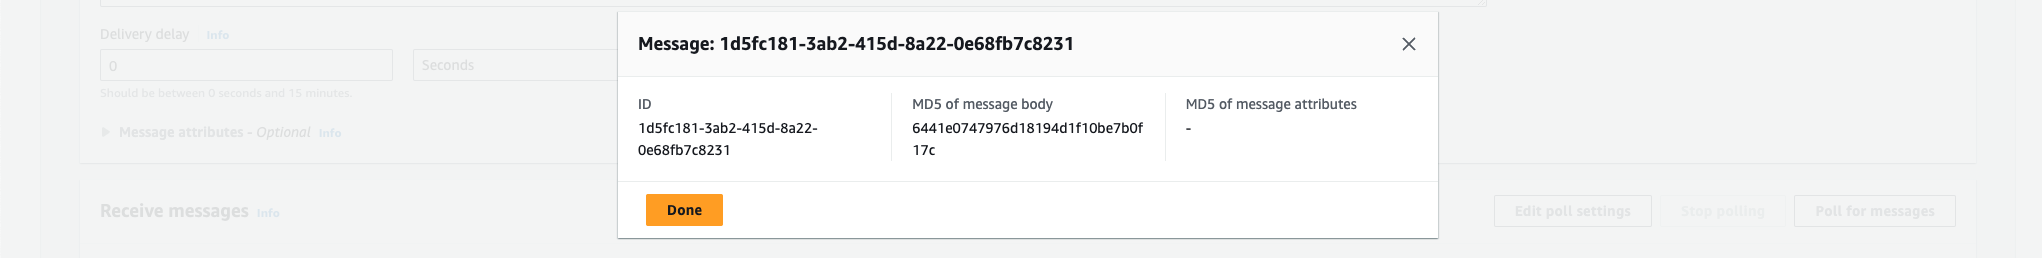 Delivery delay Info
0
Seconds
Should be between 0 seconds and 15 minutes.
Message attributes - Optional Info
Message: 1d5fc181-3ab2-415d-8a22-0e68fb7c8231
ID
1d5fc181-3ab2-415d-8a22-
0e68fb7c8231
MD5 of message body
6441e0747976d18194d1f10be7b0f
17c
MD5 of message attributes
-
Done
Receive messages Info
Edit poll settings
Stop polling
Poll for messages